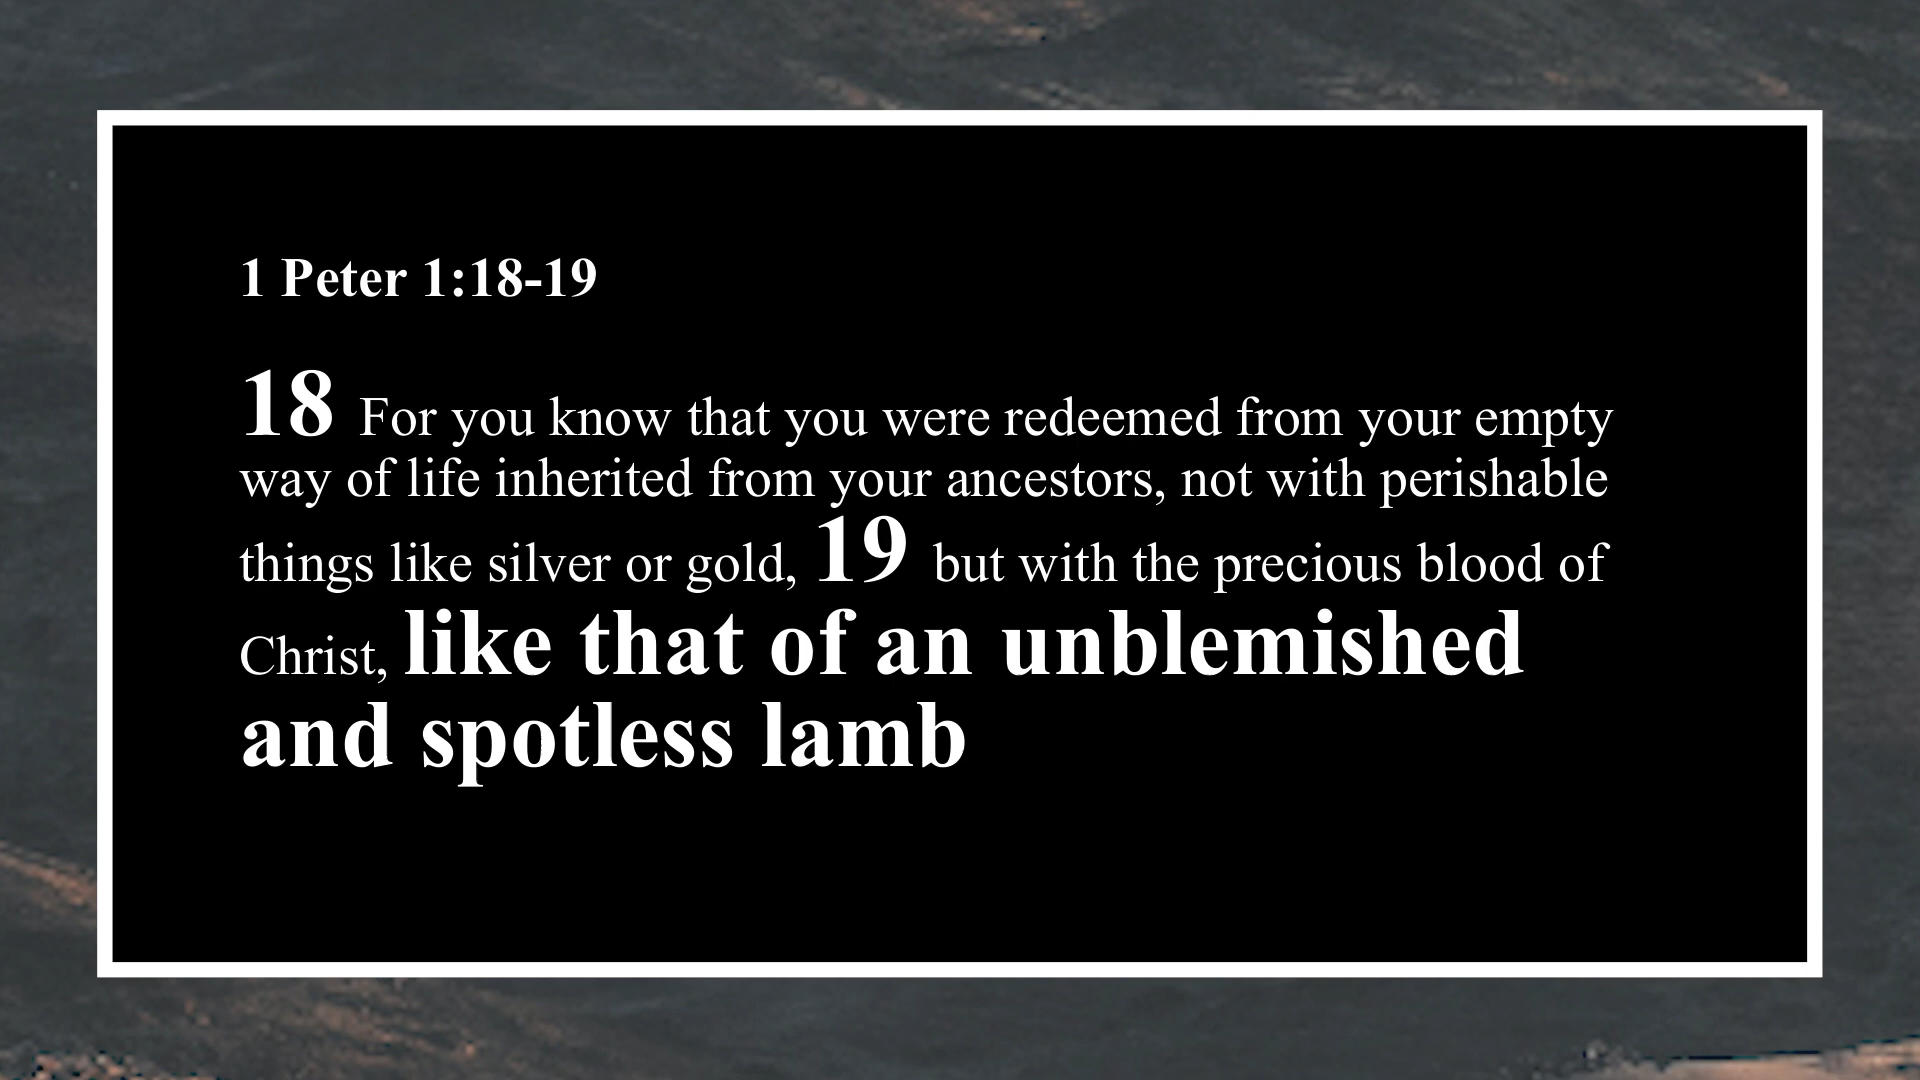 1 Peter 1:18-19
18 For you know that you were redeemed from your empty
way of life inherited from your ancestors, not with perishable
things like silver or gold, 19 but with the precious blood of
Christ, like that of an unblemished
and spotless lamb